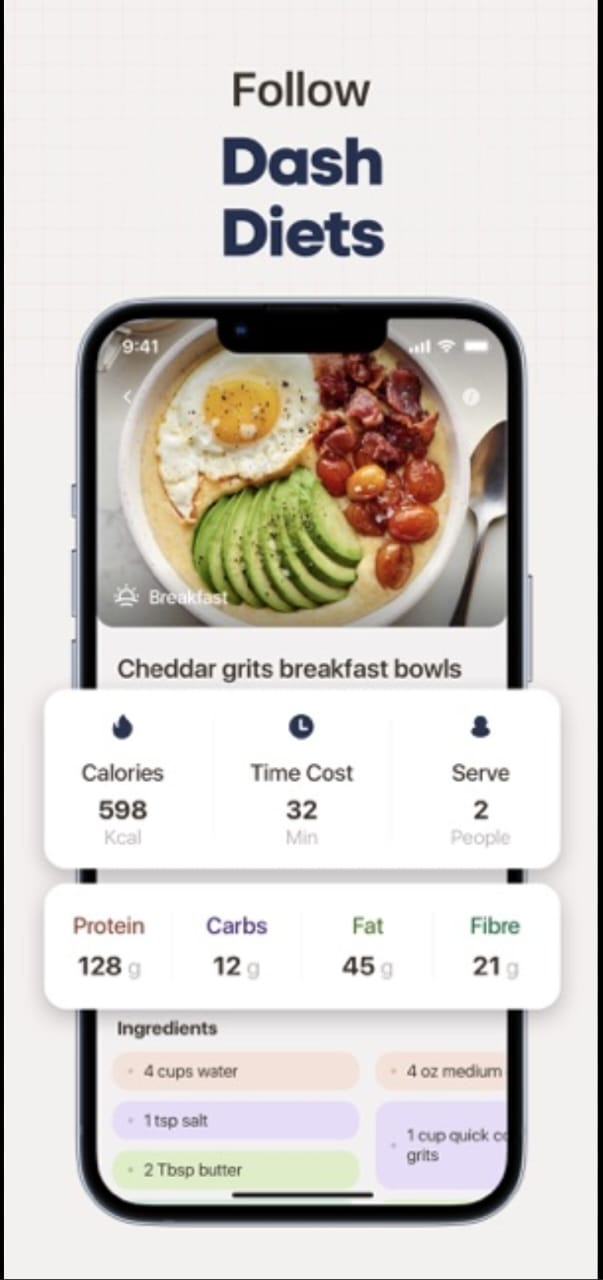 Follow
Dash
Diets
9:41
Breakfast
Cheddar grits breakfast bowls
Calories
598
Kcal
Time Cost
32
Min
Serve
2
People
Protein
128 g
Carbs
12 g
Fat
45 g
Fibre
21 g
Ingredients
4 cups water
4 oz medium
1 tsp salt
1 cup quick
grits
2 Tbsp butter